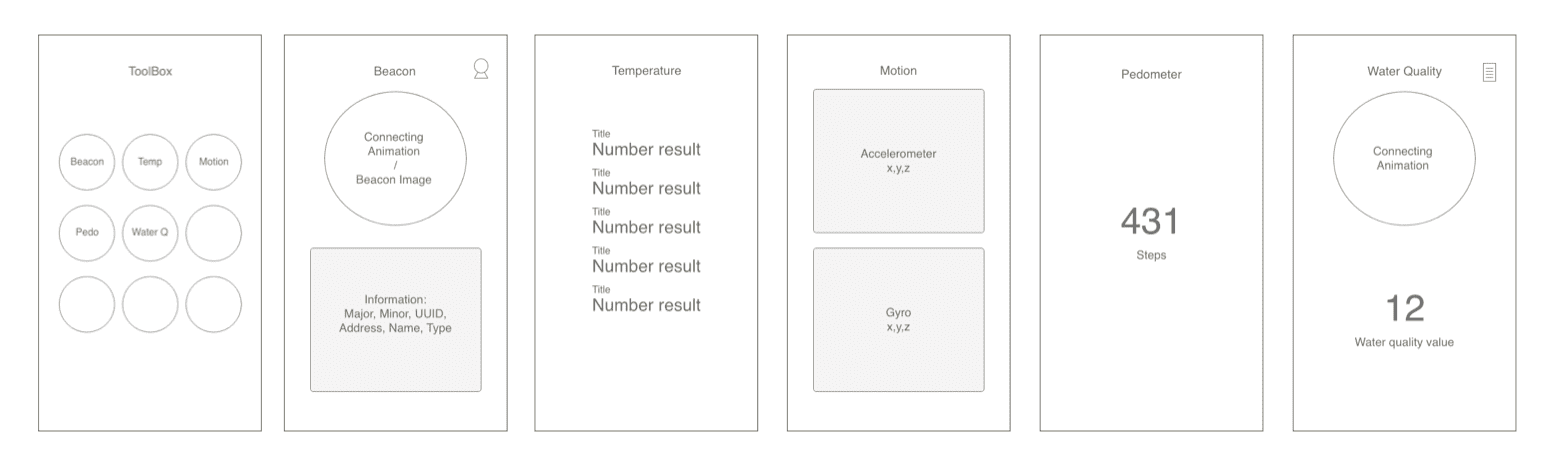 ToolBox
Beacon
Temp
Motion
Pedo
Water Q
Beacon
Connecting
Animation
/
Beacon Image
Information:
Major, Minor, UUID,
Address, Name, Type
Temperature
Title
Number result
Title
Number result
Title
Number result
Title
Number result
Title
Number result
Motion
Accelerometer
x,y,z
Gyro
x,y,z
Pedometer
431
Steps
Water Quality
Connecting
Animation
12
Water quality value